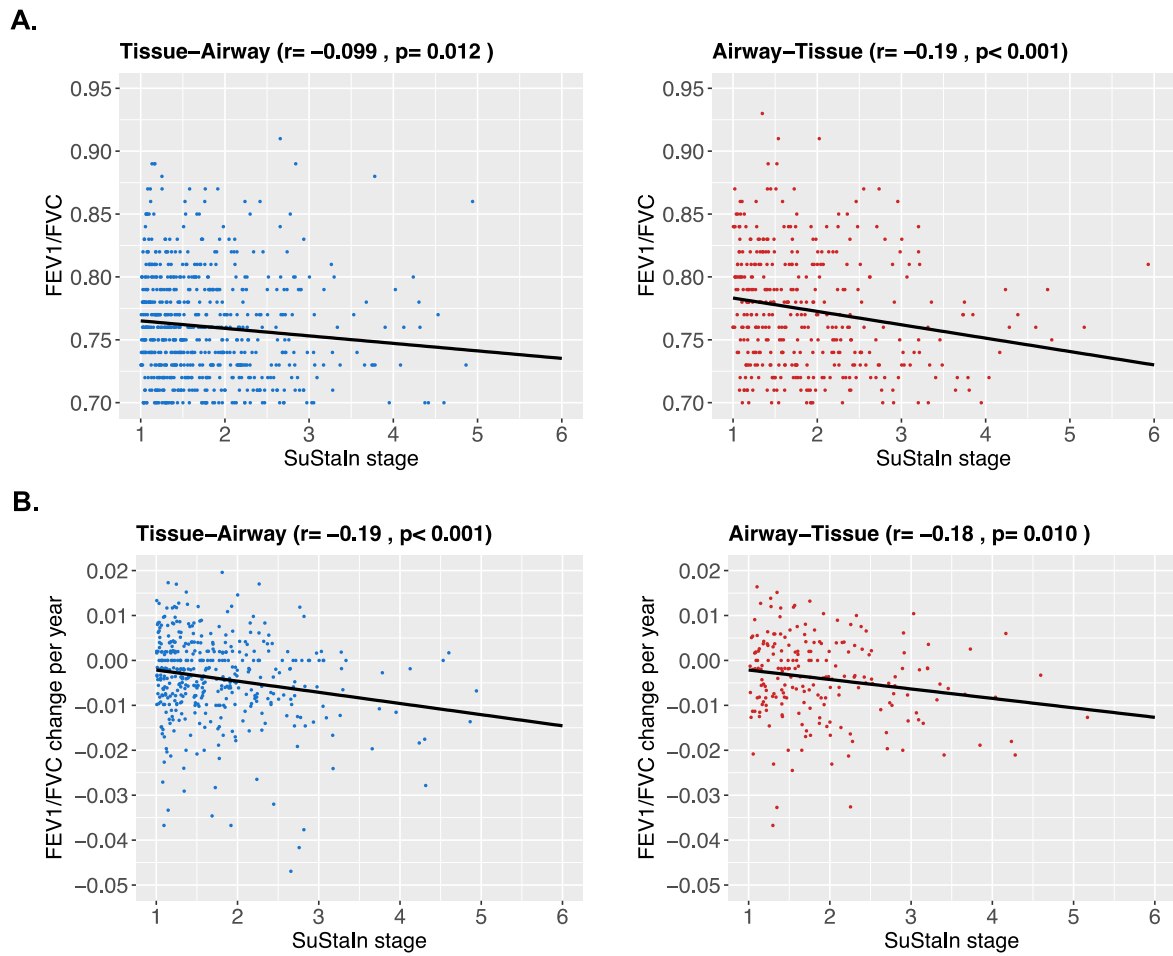 A.
Tissue−Airway (r= −0.099 , p= 0.012 )
Airway−Tissue (r= −0.19 , p< 0.001)
0.95
0.90
0.85
0.80
0.75
0.70
FEV1/FVC
1 2 3 4 5 6
SuStaIn stage
0.95
0.90
0.85
0.80
0.75
0.70
FEV1/FVC
1 2 3 4 5 6
SuStaIn stage
B.
Tissue−Airway (r= −0.19 , p< 0.001)
Airway−Tissue (r= −0.18 , p= 0.010 )
0.02
0.01
0.00
−0.01
−0.02
−0.03
−0.04
−0.05
FEV1/FVC change per year
1 2 3 4 5 6
SuStaIn stage
0.02
0.01
0.00
−0.01
−0.02
−0.03
−0.04
−0.05
FEV1/FVC change per year
1 2 3 4 5 6
SuStaIn stage